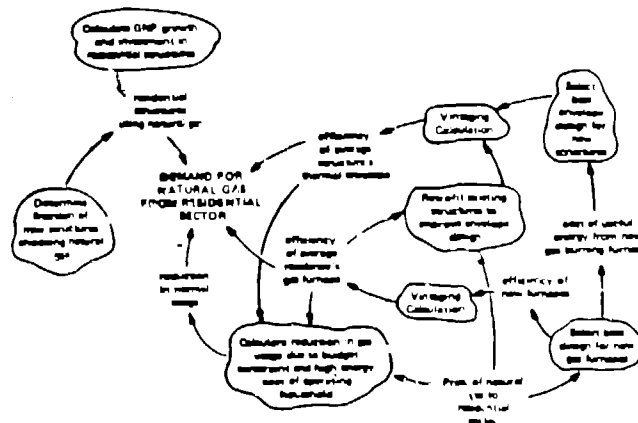 Calculate GNP growth
and investment in
residential structures
residential
structures
using natural gas
Determine
fraction of
new structures
choosing natural
gas
DEMAND FOR
NATURAL GAS
FROM RESIDENTIAL
SECTOR
reduction
in normal
usage
efficiency
of average
structure's
thermal envelope
efficiency
of average
residence's
gas furnace
Calculate reduction in gas
usage due to budget
constraint and high energy
cost of operating
household
Vintaging
Calculation
Retrofit existing
structures to
improve envelope
design
Vintaging
Calculation
Price of natural
gas to
residential
Select
best
envelope
design for
new
structures
cost of useful
energy from new
gas burning furnace
efficiency of
new furnaces
Select best
design for new
gas furnaces